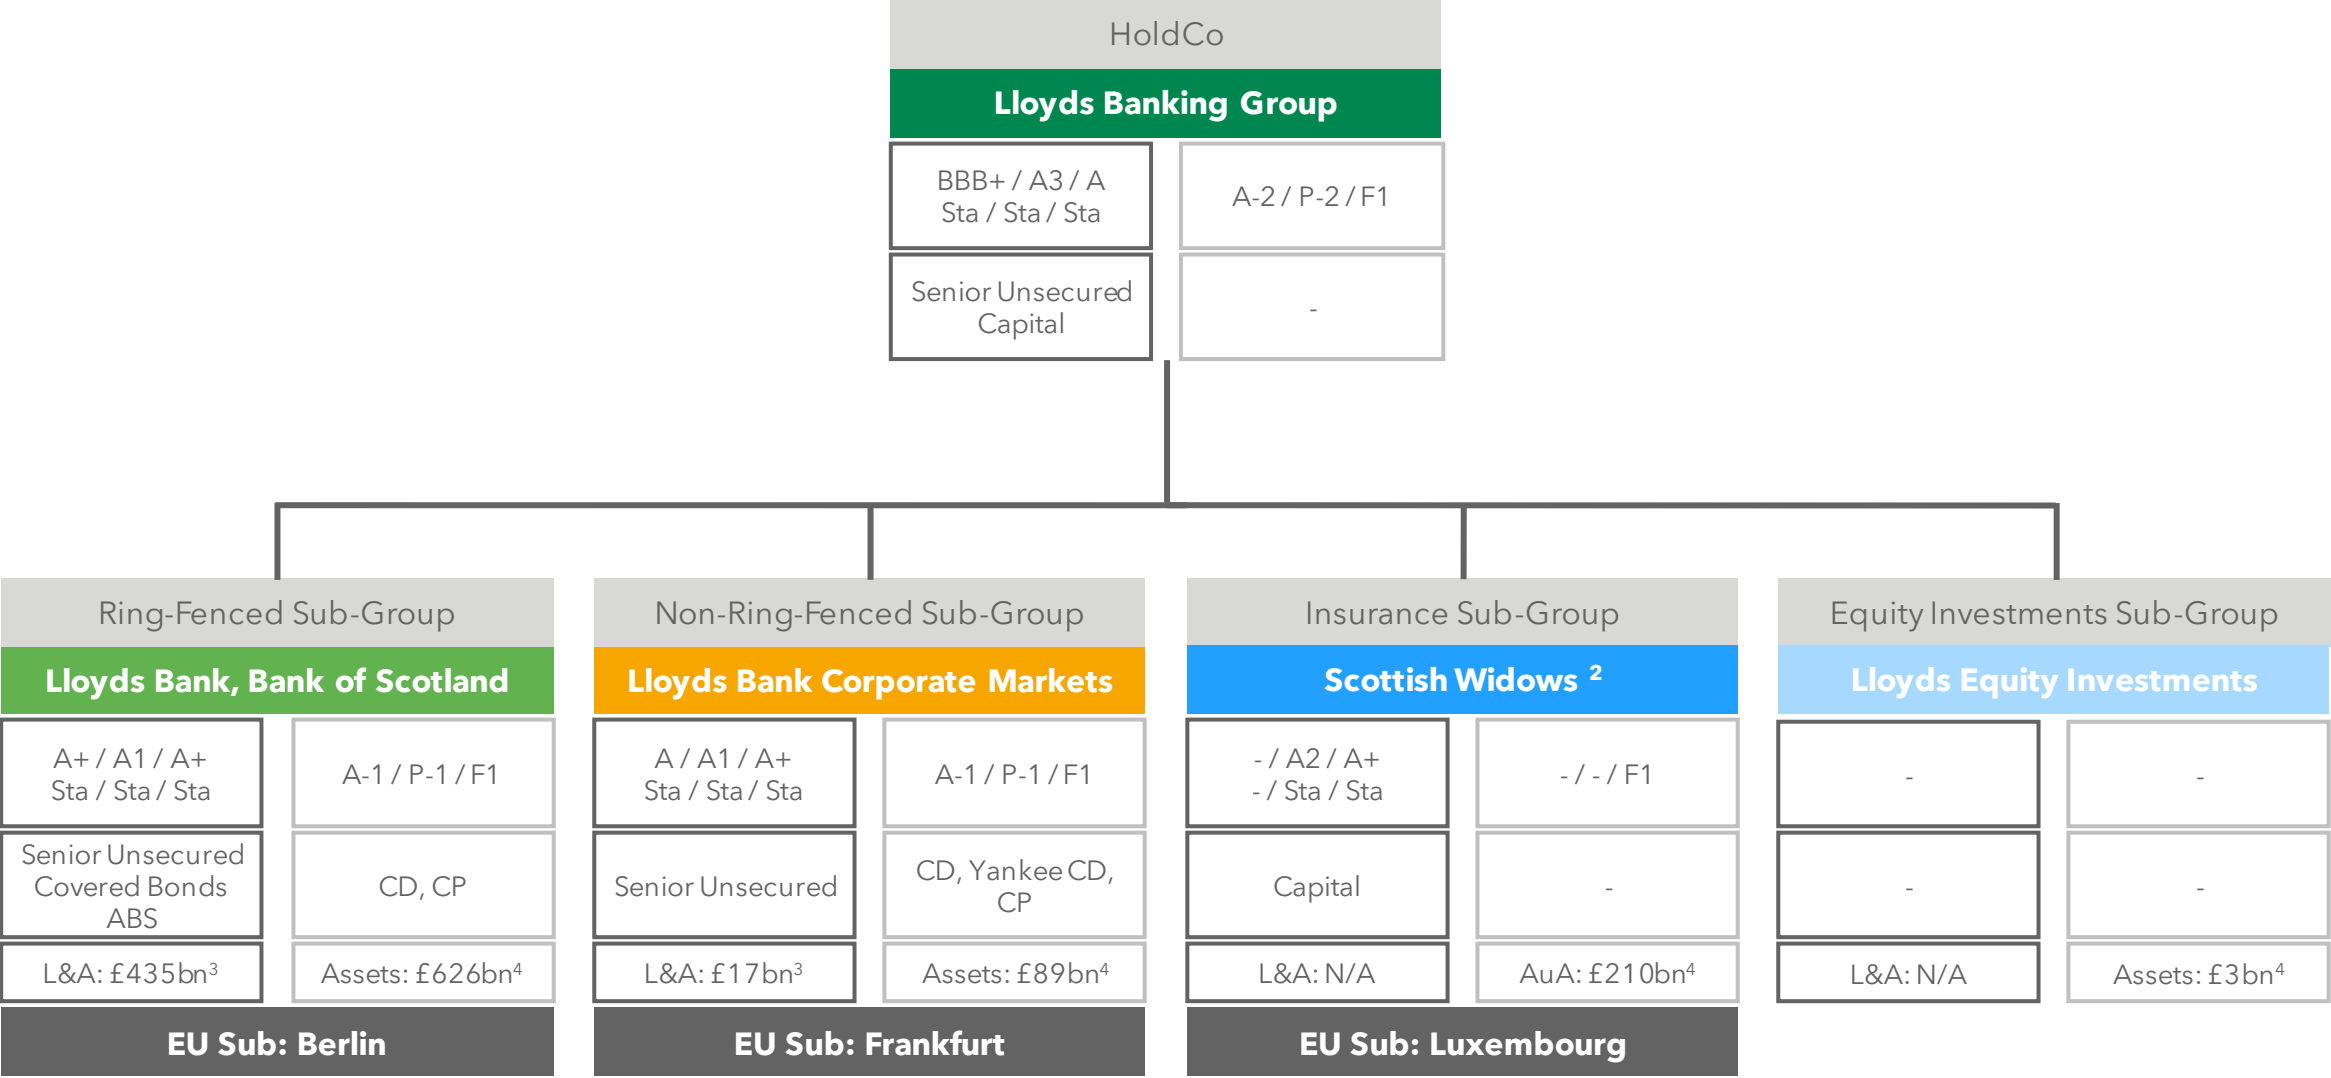 HoldCo
Lloyds Banking Group
BBB+ / A3 / A
Sta / Sta / Sta
A-2 / P-2 / F1
Senior Unsecured
Capital
-
Ring-Fenced Sub-Group
Lloyds Bank, Bank of Scotland
A+ / A1 / A+
Sta / Sta / Sta
A-1 / P-1 / F1
Senior Unsecured
Covered Bonds
ABS
CD, CP
L&A: £435bn³
Assets: £626bn⁴
EU Sub: Berlin
Non-Ring-Fenced Sub-Group
Lloyds Bank Corporate Markets
A / A1 / A+
Sta / Sta / Sta
A-1 / P-1 / F1
Senior Unsecured
CD, Yankee CD,
CP
L&A: £17bn³
Assets: £89bn⁴
EU Sub: Frankfurt
Insurance Sub-Group
Scottish Widows ²
- / A2 / A+
- / Sta / Sta
- / - / F1
Capital
-
L&A: N/A
AuA: £210bn⁴
EU Sub: Luxembourg
Equity Investments Sub-Group
Lloyds Equity Investments
-
-
-
-
L&A: N/A
Assets: £3bn⁴